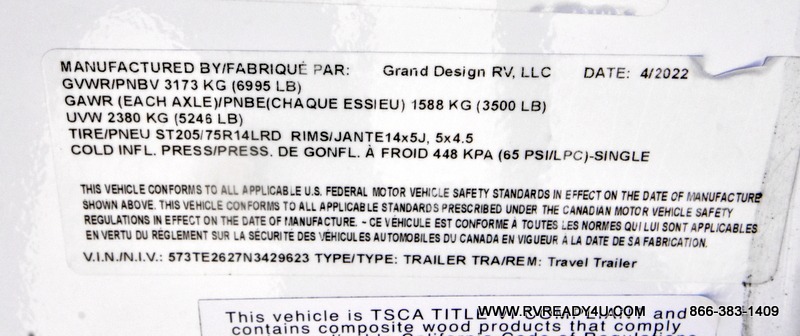 MANUFACTURED BY/FABRIQUÉ PAR: Grand Design RV, LLC DATE: 4/2022
GVWR/PNBV 3173 KG (6995 LB)
GAWR (EACH AXLE)/PNBE(CHAQUE ESSIEU) 1588 KG (3500 LB)
UVW 2380 KG (5246 LB)
TIRE/PNEU ST205/75R14LRD RIMS/JANTE14x5J, 5x4.5
COLD INFL. PRESS/PRESS. DE GONFL. À FROID 448 KPA (65 PSI/LPC)-SINGLE
THIS VEHICLE CONFORMS TO ALL APPLICABLE U.S. FEDERAL MOTOR VEHICLE SAFETY STANDARDS IN EFFECT ON THE DATE OF MANUFACTURE
SHOWN ABOVE. THIS VEHICLE CONFORMS TO ALL APPLICABLE STANDARDS PRESCRIBED UNDER THE CANADIAN MOTOR VEHICLE SAFETY
REGULATIONS IN EFFECT ON THE DATE OF MANUFACTURE. - CE VÉHICULE EST CONFORME À TOUTES LES NORMES QUI LUI SONT APPLICABLES
EN VERTU DU RÈGLEMENT SUR LA SÉCURITÉ DES VÉHICULES AUTOMOBILES DU CANADA EN VIGUEUR À LA DATE DE SA FABRICATION.
V.I.N./N.I.V.: 573TE2627N3429623 TYPE/TYPE: TRAILER TRA/REM: Travel Trailer
This vehicle is TSCA TITLE and
contains composite wood products that comply
WWW.RVREADY4U.COM 866-383-1409